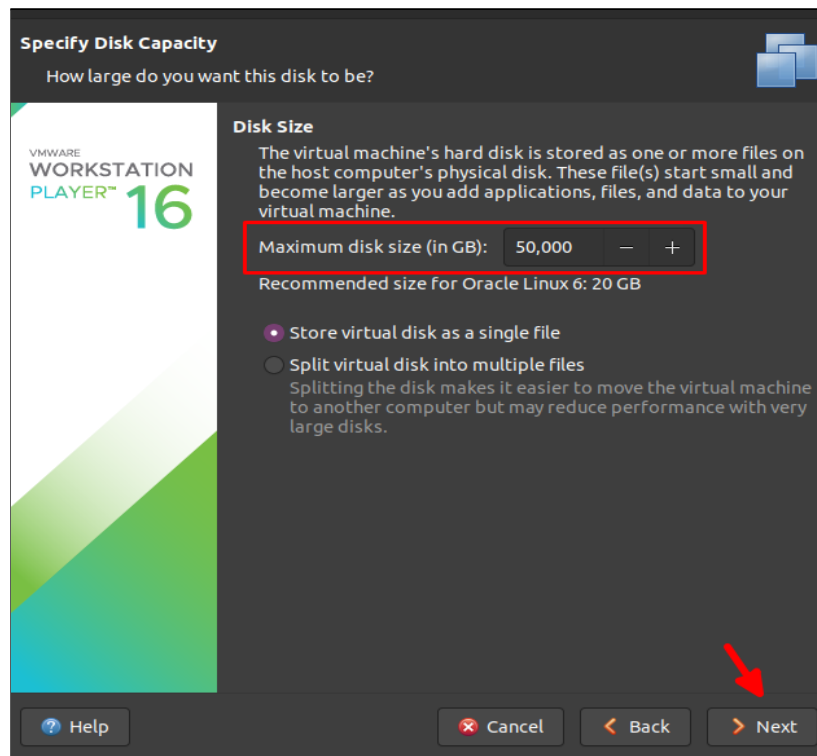 Specify Disk Capacity
How large do you want this disk to be?
VMWARE
WORKSTATION
PLAYER™ 16
Disk Size
The virtual machine's hard disk is stored as one or more files on
the host computer's physical disk. These file(s) start small and
become larger as you add applications, files, and data to your
virtual machine.
Maximum disk size (in GB): 50,000 − +
Recommended size for Oracle Linux 6: 20 GB
Store virtual disk as a single file
Split virtual disk into multiple files
Splitting the disk makes it easier to move the virtual machine
to another computer but may reduce performance with very
large disks.
Help Cancel Back Next